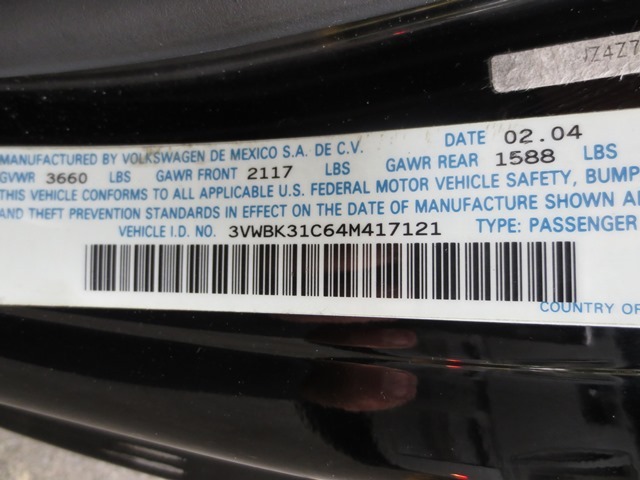 JZ4Z7
MANUFACTURED BY VOLKSWAGEN DE MEXICO S.A. DE C.V. DATE 02.04
GVWR 3660 LBS GAWR FRONT 2117 LBS GAWR REAR 1588 LBS
THIS VEHICLE CONFORMS TO ALL APPLICABLE U.S. FEDERAL MOTOR VEHICLE SAFETY, BUMP
AND THEFT PREVENTION STANDARDS IN EFFECT ON THE DATE OF MANUFACTURE SHOWN A
VEHICLE I.D. NO. 3VWBK31C64M417121 TYPE: PASSENGER
COUNTRY OF